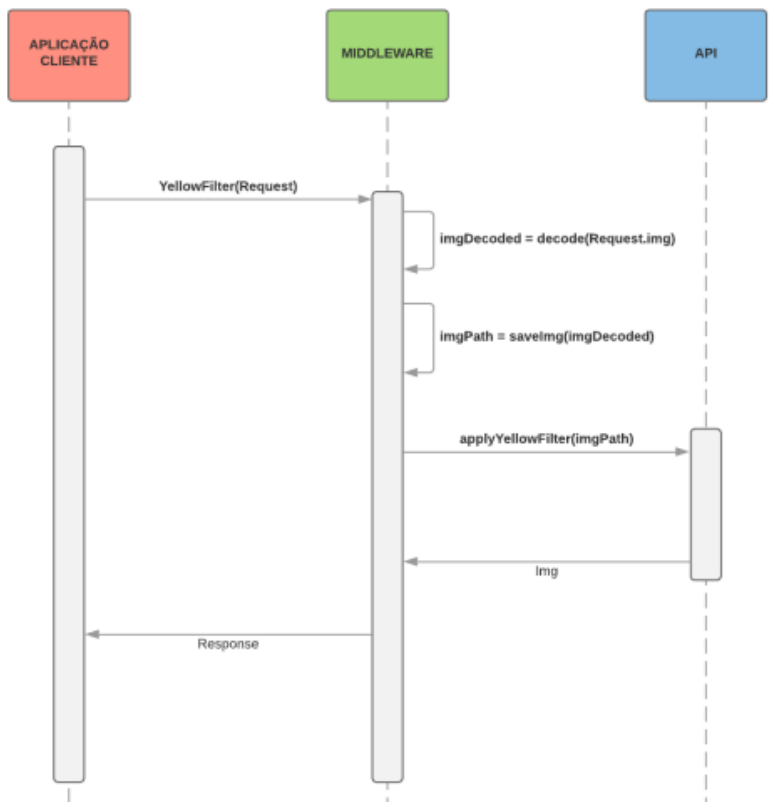 APLICAÇÃO
CLIENTE
MIDDLEWARE
API
YellowFilter(Request)
imgDecoded = decode(Request.img)
imgPath = saveImg(imgDecoded)
applyYellowFilter(imgPath)
Img
Response